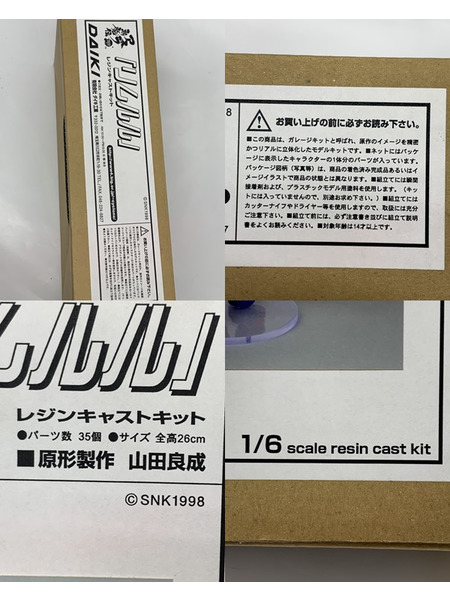 「リムルル」
レジンキャストキット
DAIKI
©SNK1998
8
お買い上げの前に必ずお読み下さい。
■この商品は、ガレージキットと呼ばれ、原作のイメージを精密
かつリアルに立体化したモデルキットです。■ネットにはパッケ
ージに表示したキャラクターの1体分のパーツが入っています。
パッケージ図柄（写真等）は、商品の着色済み完成品あるいはイ
メージイラストで商品の状態とは異なります。■組立てには瞬間
接着剤および、プラスチックモデル用塗料を使用します。（キッ
トには入っていませんので、別途お求め下さい。）■組立てには
カッターナイフやドライヤー等を使用しますので、取扱には充分
ご注意下さい。■組立て前には、必ず注意書き並びに組立て説明
書をよくお読みください。■対象年齢は14才以上です。
7
ムルル」
レジンキャストキット
●パーツ数 35個 ●サイズ 全高26cm
■原形製作 山田良成
©SNK1998
1/6 scale resin cast kit